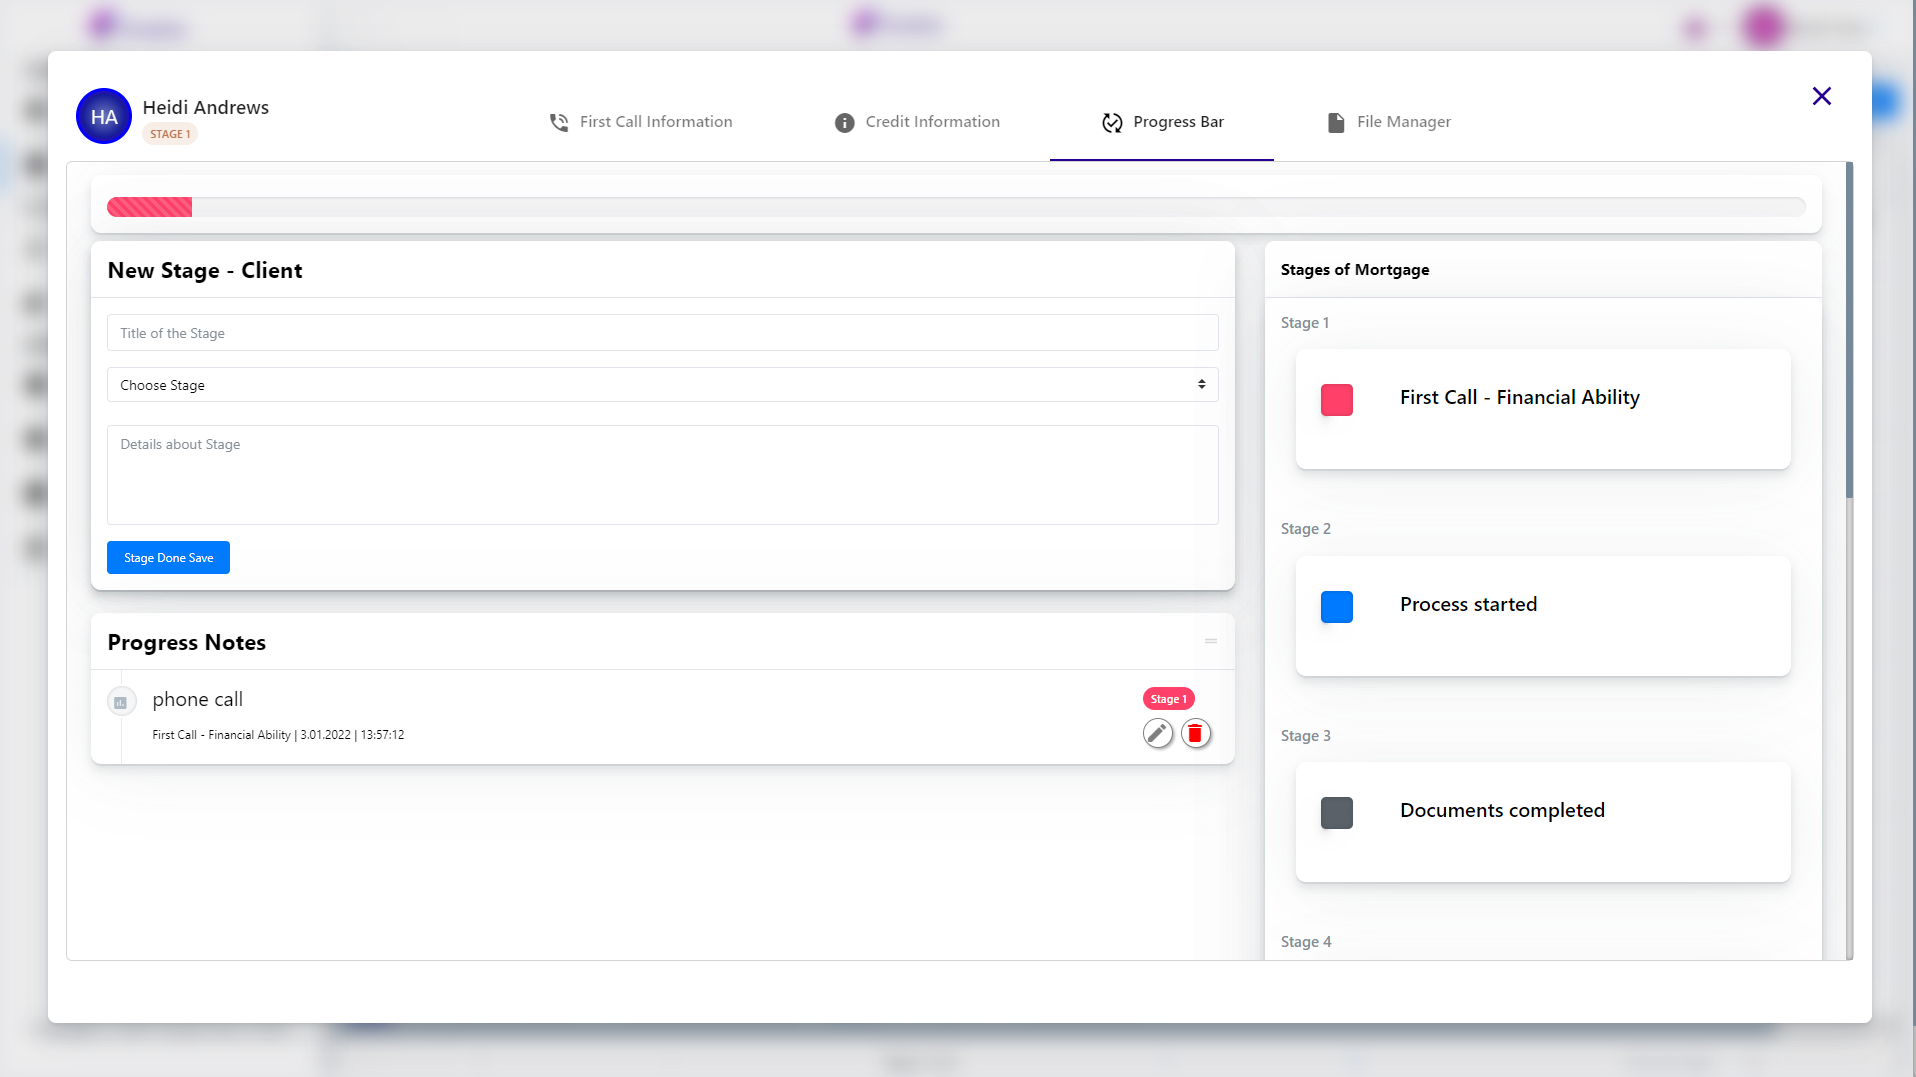 HA
Heidi Andrews
STAGE 1
First Call Information
Credit Information
Progress Bar
File Manager
New Stage - Client
Title of the Stage
Choose Stage
Details about Stage
Stage Done Save
Progress Notes
phone call
Stage 1
First Call - Financial Ability | 3.01.2022 | 13:57:12
Stages of Mortgage
Stage 1
First Call - Financial Ability
Stage 2
Process started
Stage 3
Documents completed
Stage 4